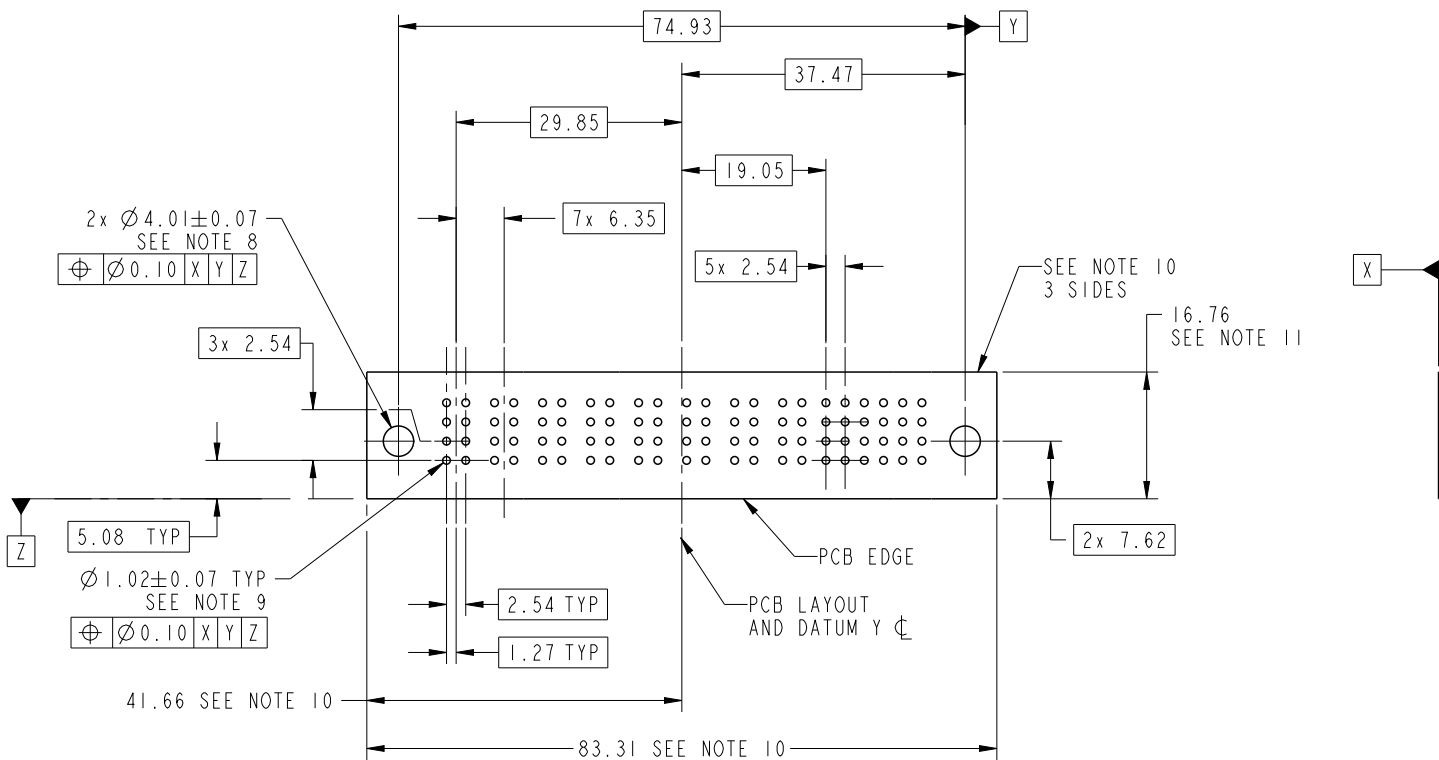 74.93
Y
37.47
29.85
19.05
2x Ø4.01±0.07
SEE NOTE 8
⌖ Ø0.10 X Y Z
7x 6.35
5x 2.54
SEE NOTE 10
3 SIDES
X
16.76
SEE NOTE 11
3x 2.54
Z
5.08 TYP
2x 7.62
PCB EDGE
Ø1.02±0.07 TYP
SEE NOTE 9
⌖ Ø0.10 X Y Z
2.54 TYP
PCB LAYOUT
AND DATUM Y ℄
1.27 TYP
41.66 SEE NOTE 10
83.31 SEE NOTE 10